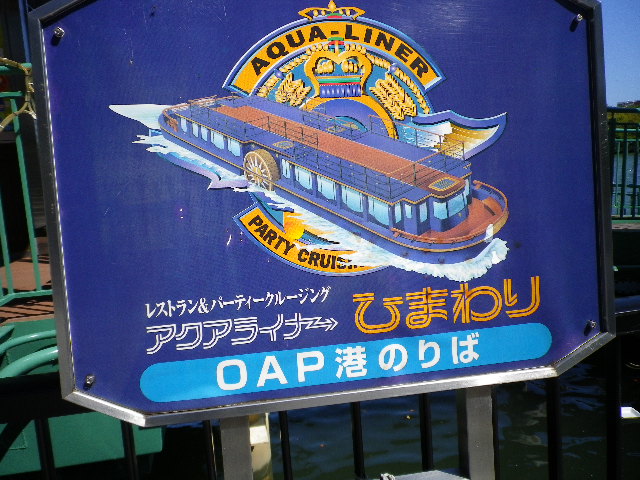 AQUA-LINER
PARTY CRUISI
レストラン&パーティークルージング
アクアライナー
ひまわり
OAP港のりば